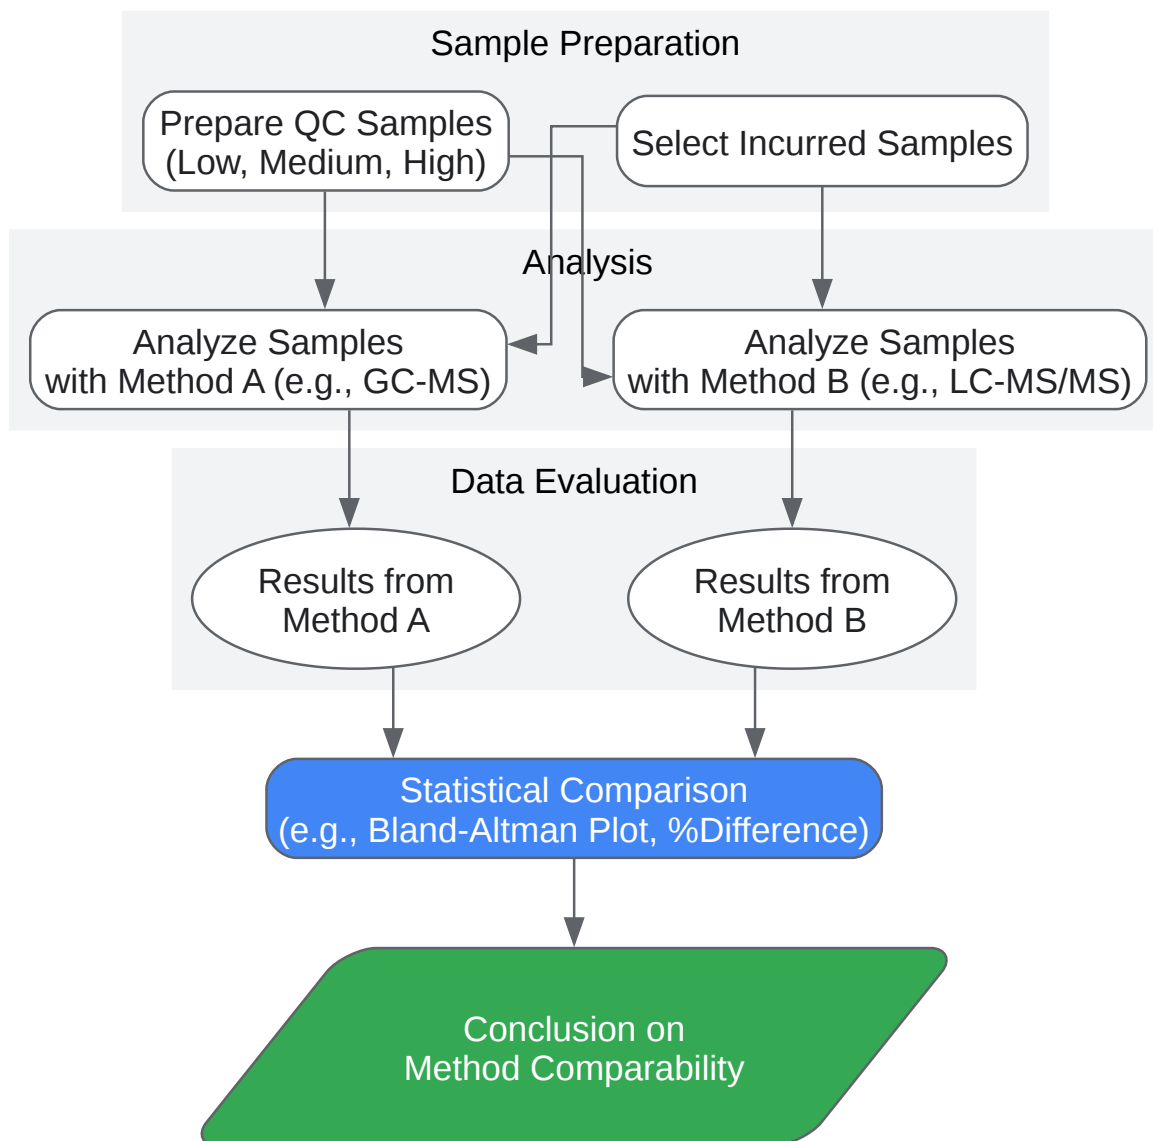 Sample Preparation
Prepare QC Samples
(Low, Medium, High)
Select Incurred Samples
Analysis
Analyze Samples
with Method A (e.g., GC-MS)
Analyze Samples
with Method B (e.g., LC-MS/MS)
Data Evaluation
Results from
Method A
Results from
Method B
Statistical Comparison
(e.g., Bland-Altman Plot, %Difference)
Conclusion on
Method Comparability